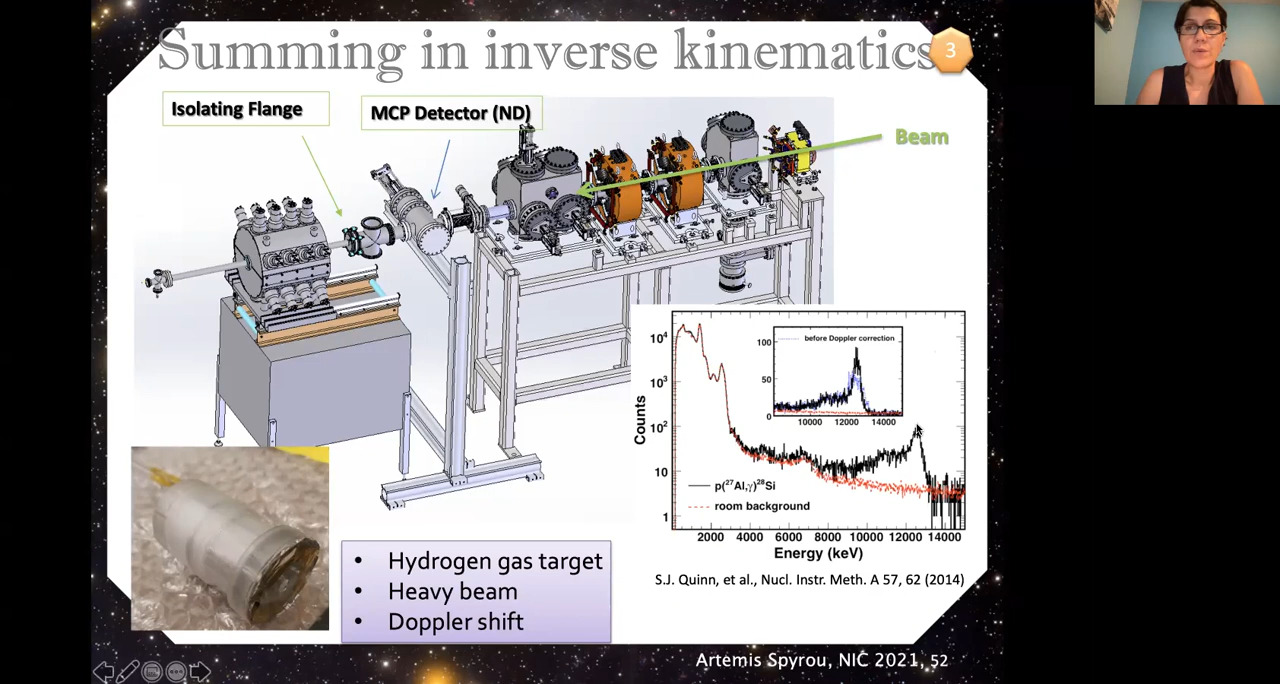 Summing in inverse kinematics
3
Isolating Flange
MCP Detector (ND)
Beam
10⁴
10³
10²
10
1
Counts
2000 4000 6000 8000 10000 12000 14000
Energy (keV)
p(²⁷Al,γ)²⁸Si
room background
before Doppler correction
100
50
0
10000 12000 14000
S.J. Quinn, et al., Nucl. Instr. Meth. A 57, 62 (2014)
• Hydrogen gas target
• Heavy beam
• Doppler shift
Artemis Spyrou, NIC 2021, 52